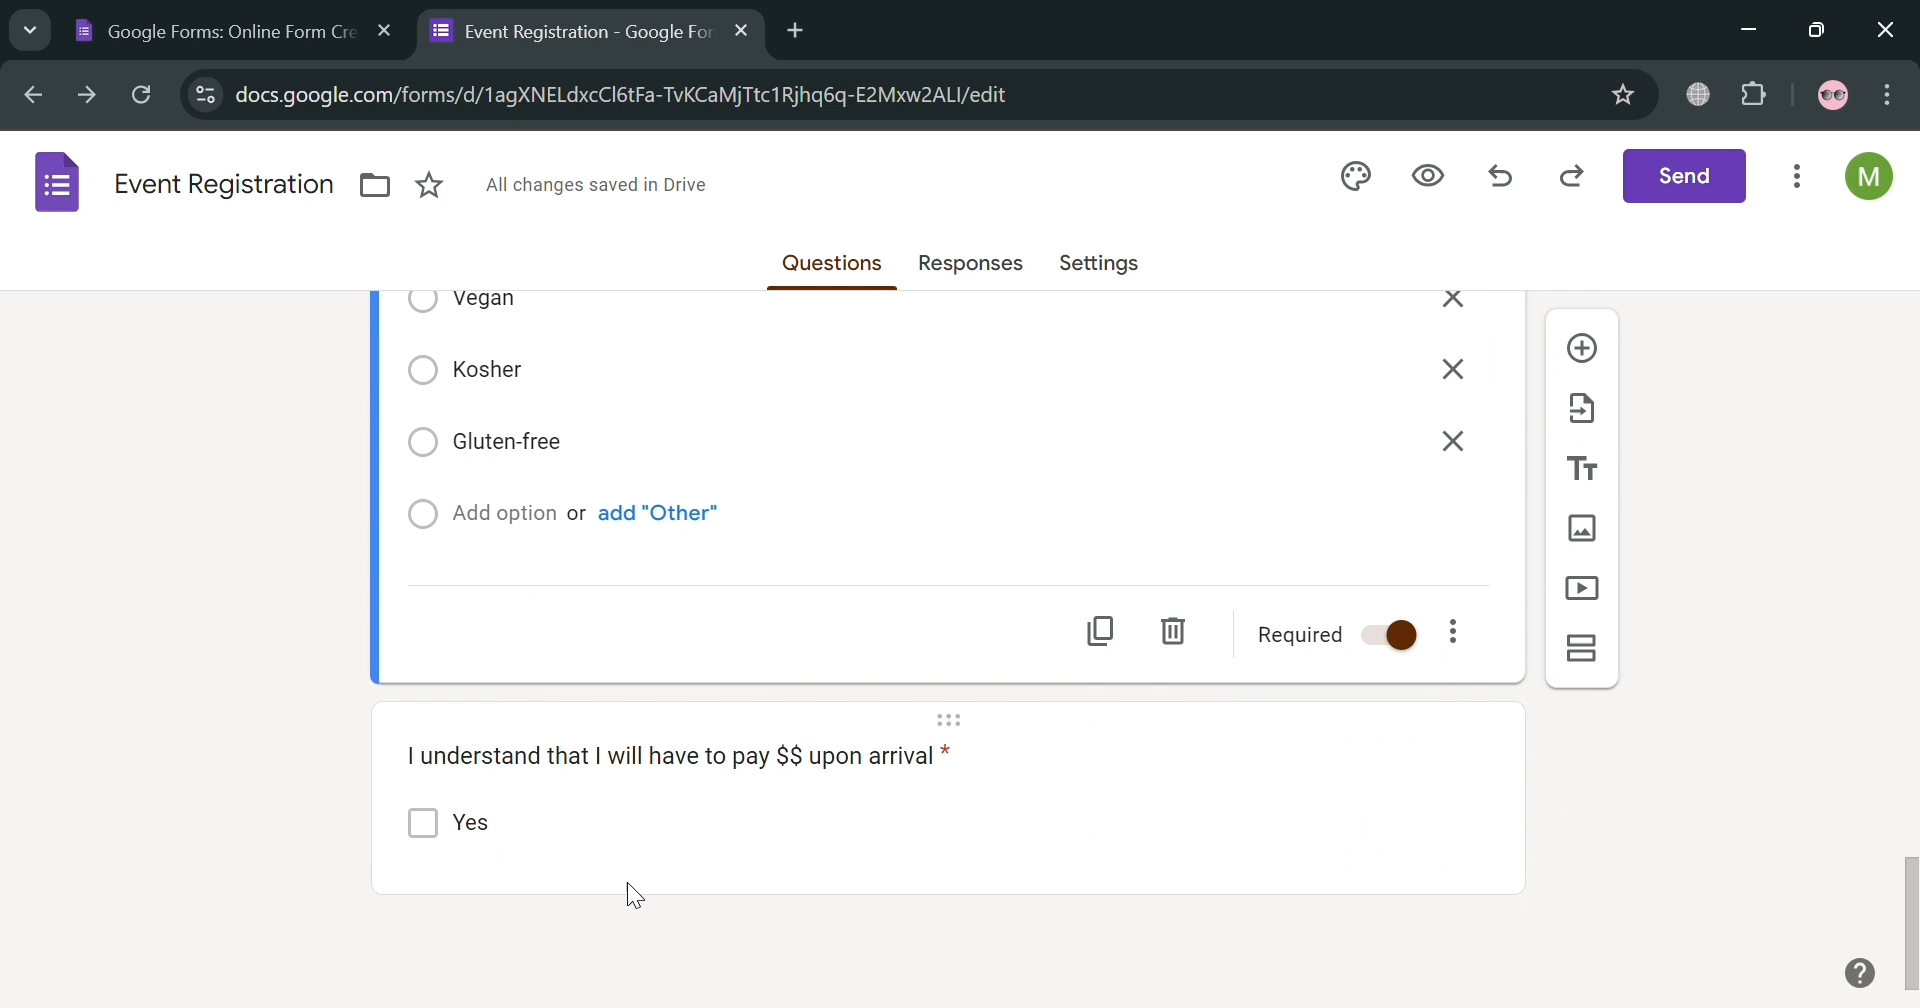 Google Forms: Online Form Cre
Event Registration - Google For
docs.google.com/forms/d/1agXNELdxcCl6tFa-TvKCaMjTtc1Rjhq6q-E2Mxw2ALI/edit
Event Registration
All changes saved in Drive
Send
M
Questions
Responses
Settings
Vegan
Kosher
Gluten-free
Add option or add "Other"
Required
I understand that I will have to pay $$ upon arrival *
Yes